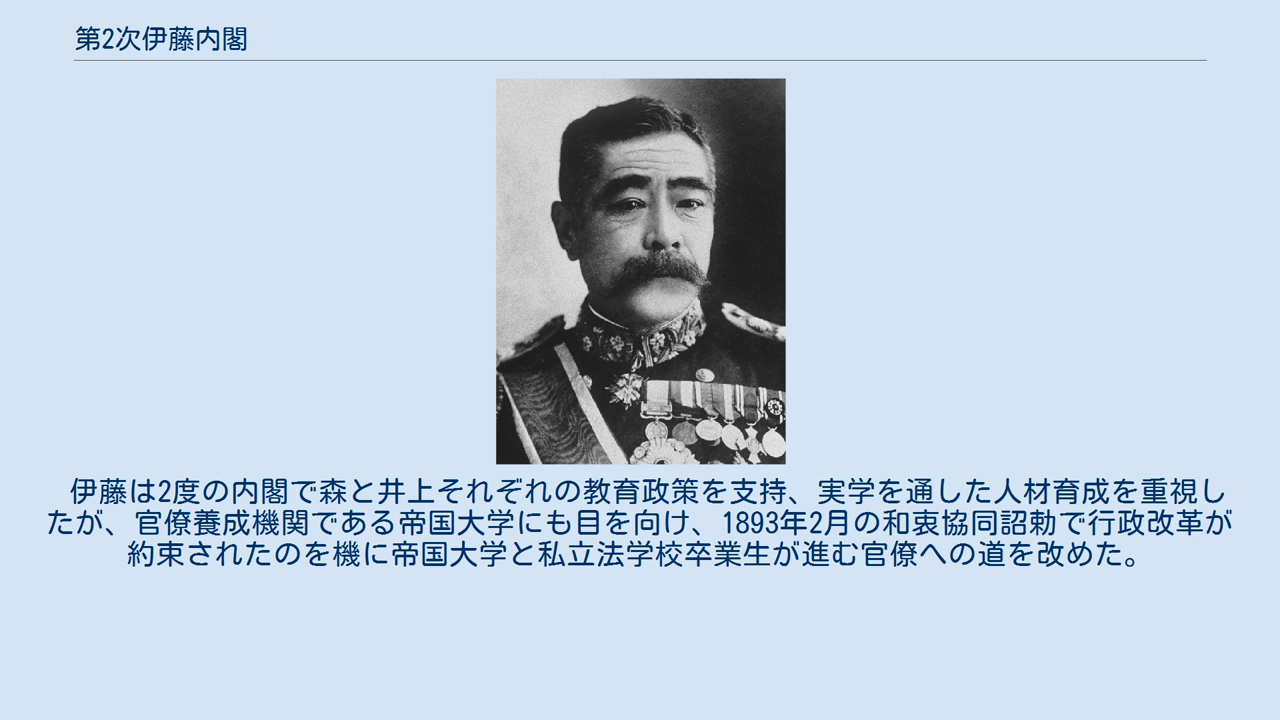 第2次伊藤内閣
伊藤は2度の内閣で森と井上それぞれの教育政策を支持、実学を通した人材育成を重視し
たが、官僚養成機関である帝国大学にも目を向け、1893年2月の和衷協同詔勅で行政改革が
約束されたのを機に帝国大学と私立法学校卒業生が進む官僚への道を改めた。